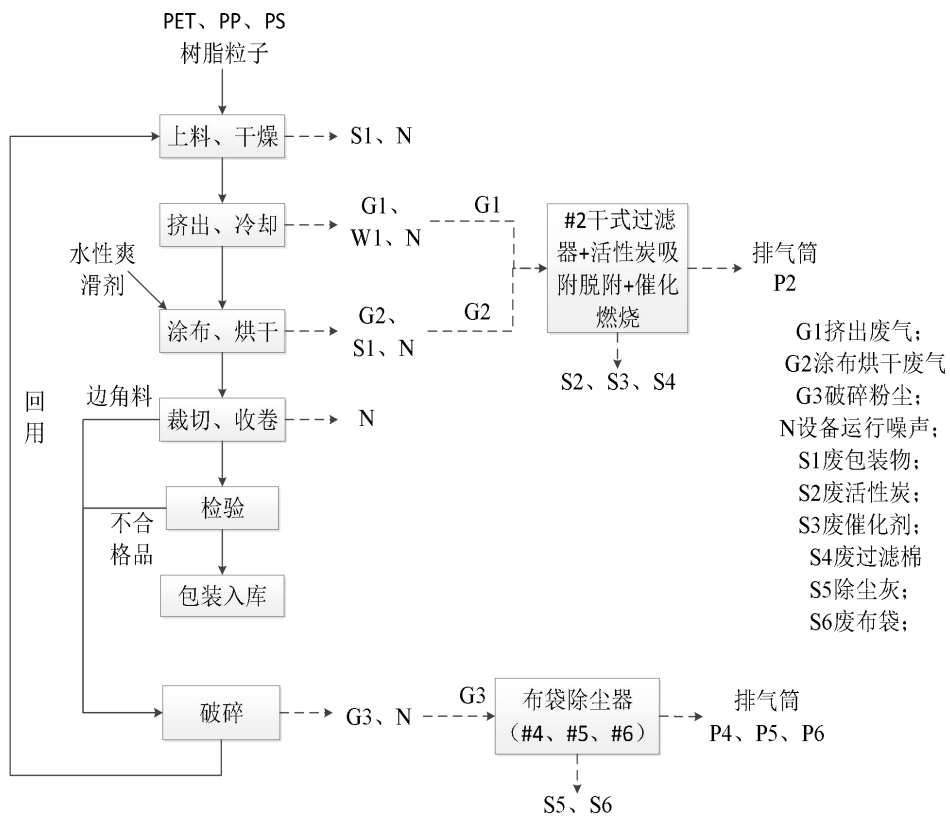 PET、PP、PS
树脂粒子
上料、干燥
S1、N
挤出、冷却
G1、
W1、N
G1
#2干式过滤
器+活性炭吸
附脱附+催化
燃烧
排气筒
P2
水性爽
滑剂
涂布、烘干
G2、
S1、N
G2
S2、S3、S4
回
用
边角料
裁切、收卷
N
检验
不合
格品
包装入库
破碎
G3、N
G3
布袋除尘器
（#4、#5、#6）
排气筒
P4、P5、P6
S5、S6
G1挤出废气；
G2涂布烘干废气
G3破碎粉尘；
N设备运行噪声；
S1废包装物；
S2废活性炭；
S3废催化剂；
S4废过滤棉
S5除尘灰；
S6废布袋；